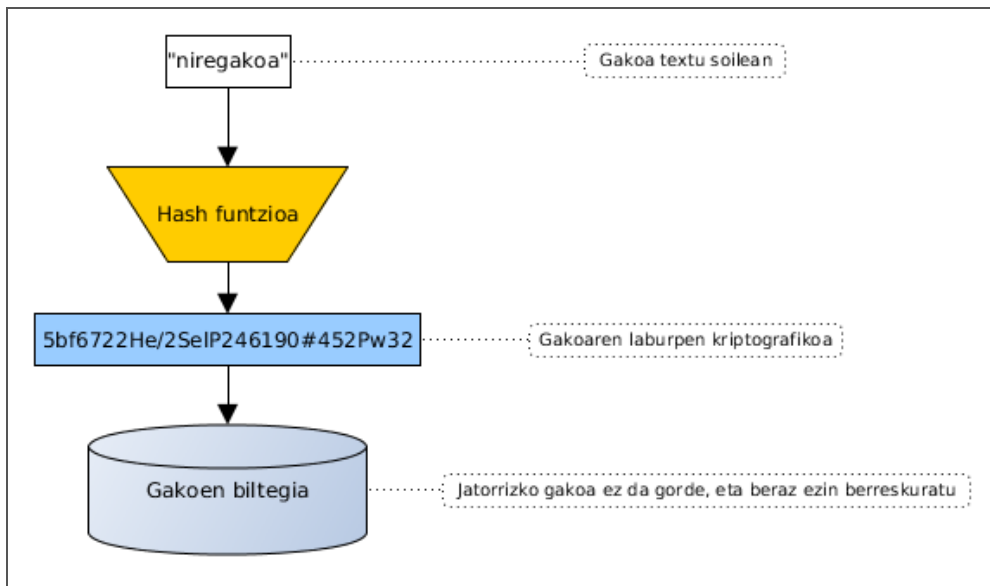 "niregakoa"
Gakoa textu soilean
Hash funtzioa
5bf6722He/2SeIP246190#452Pw32
Gakoaren laburpen kriptografikoa
Gakoen biltegia
Jatorrizko gakoa ez da gorde, eta beraz ezin berreskuratu